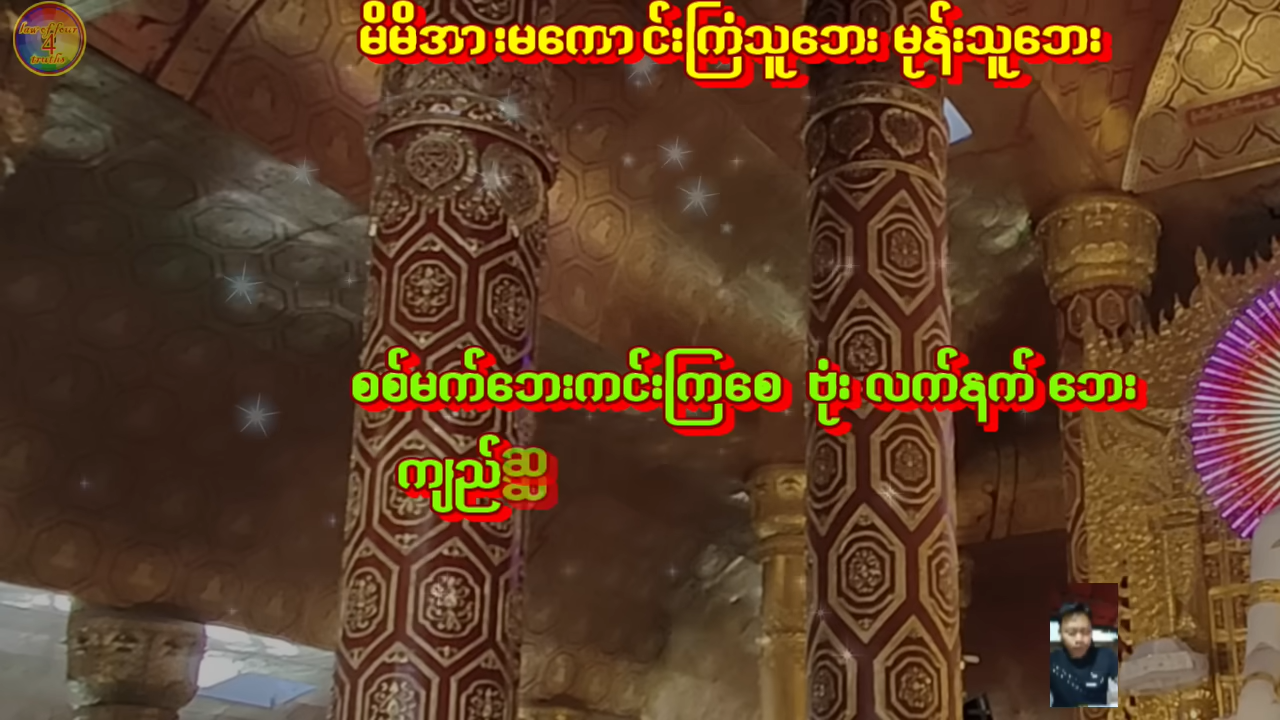 မိမိအား မကောင်းကြံသူဘေး မုန်းသူဘေး
စစ်မက်ဘေးကင်းကြစေ ဗုံး လက်နက် ဘေး
ကျည်ဆ